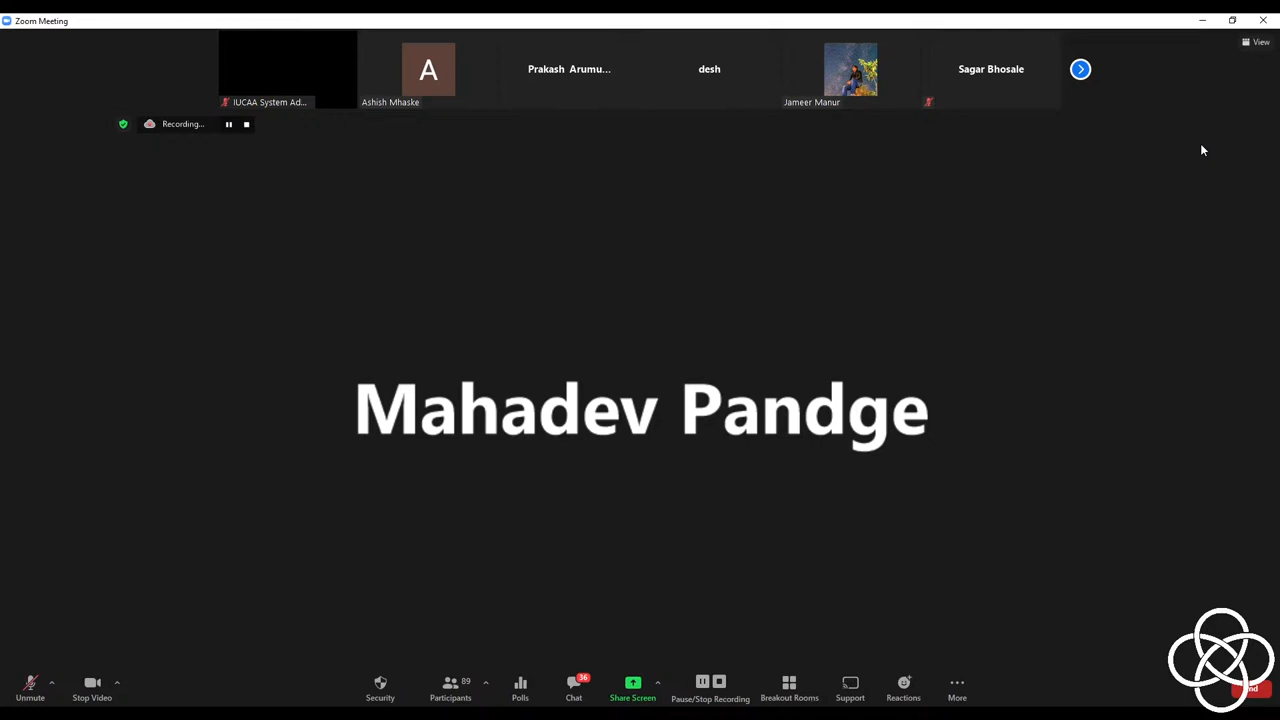 Zoom Meeting
View
Prakash Arumu...
desh
Sagar Bhosale
A
IUCAA System Ad...
Ashish Mhaske
Jameer Manur
Recording...
Mahadev Pandge
89
36
Unmute
Stop Video
Security
Participants
Polls
Chat
Share Screen
Pause/Stop Recording
Breakout Rooms
Support
Reactions
More